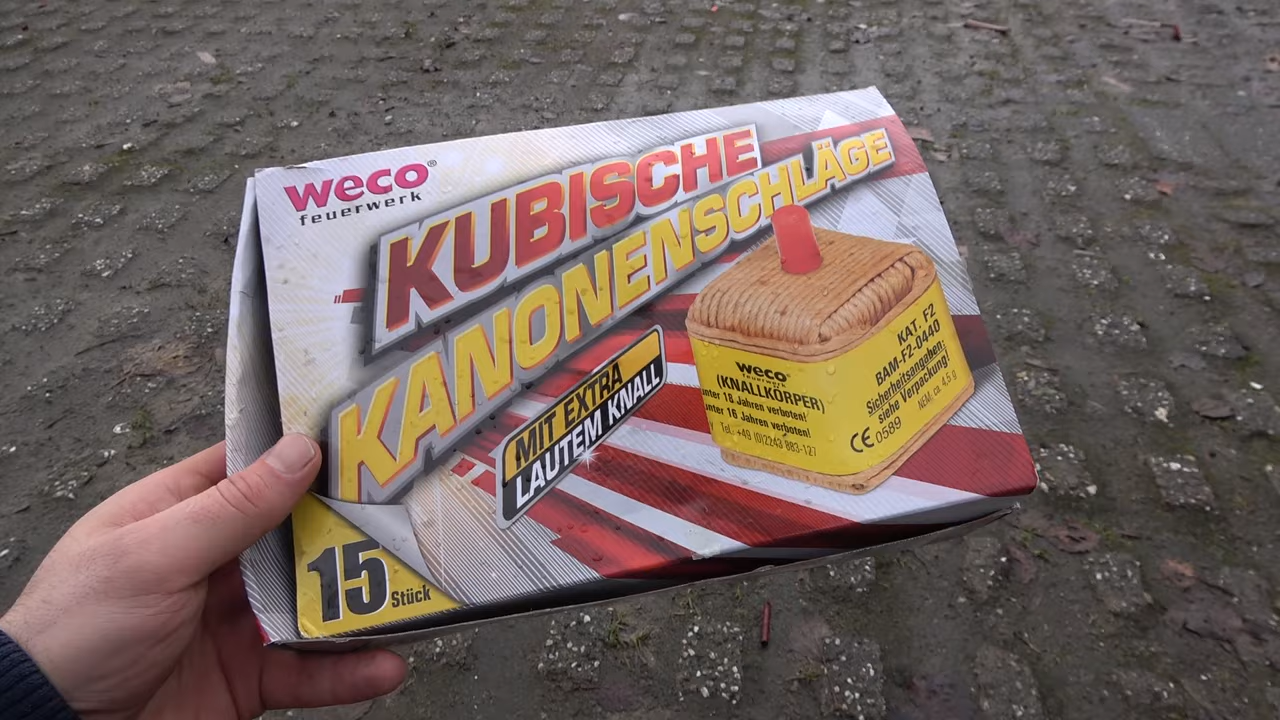 weco®
feuerwerk
KUBISCHE
KANONENSCHLÄGE
MIT EXTRA
LAUTEM KNALL
15 Stück
weco®
feuerwerk
(KNALLKÖRPER)
unter 18 Jahren verboten!
unter 16 Jahren verboten!
Tel.: +49 (0)2243 883-127
KAT. F2
BAM-F2-0440
Sicherheitsangaben:
siehe Verpackung!
NEM: ca. 4,5 g
CE 0589